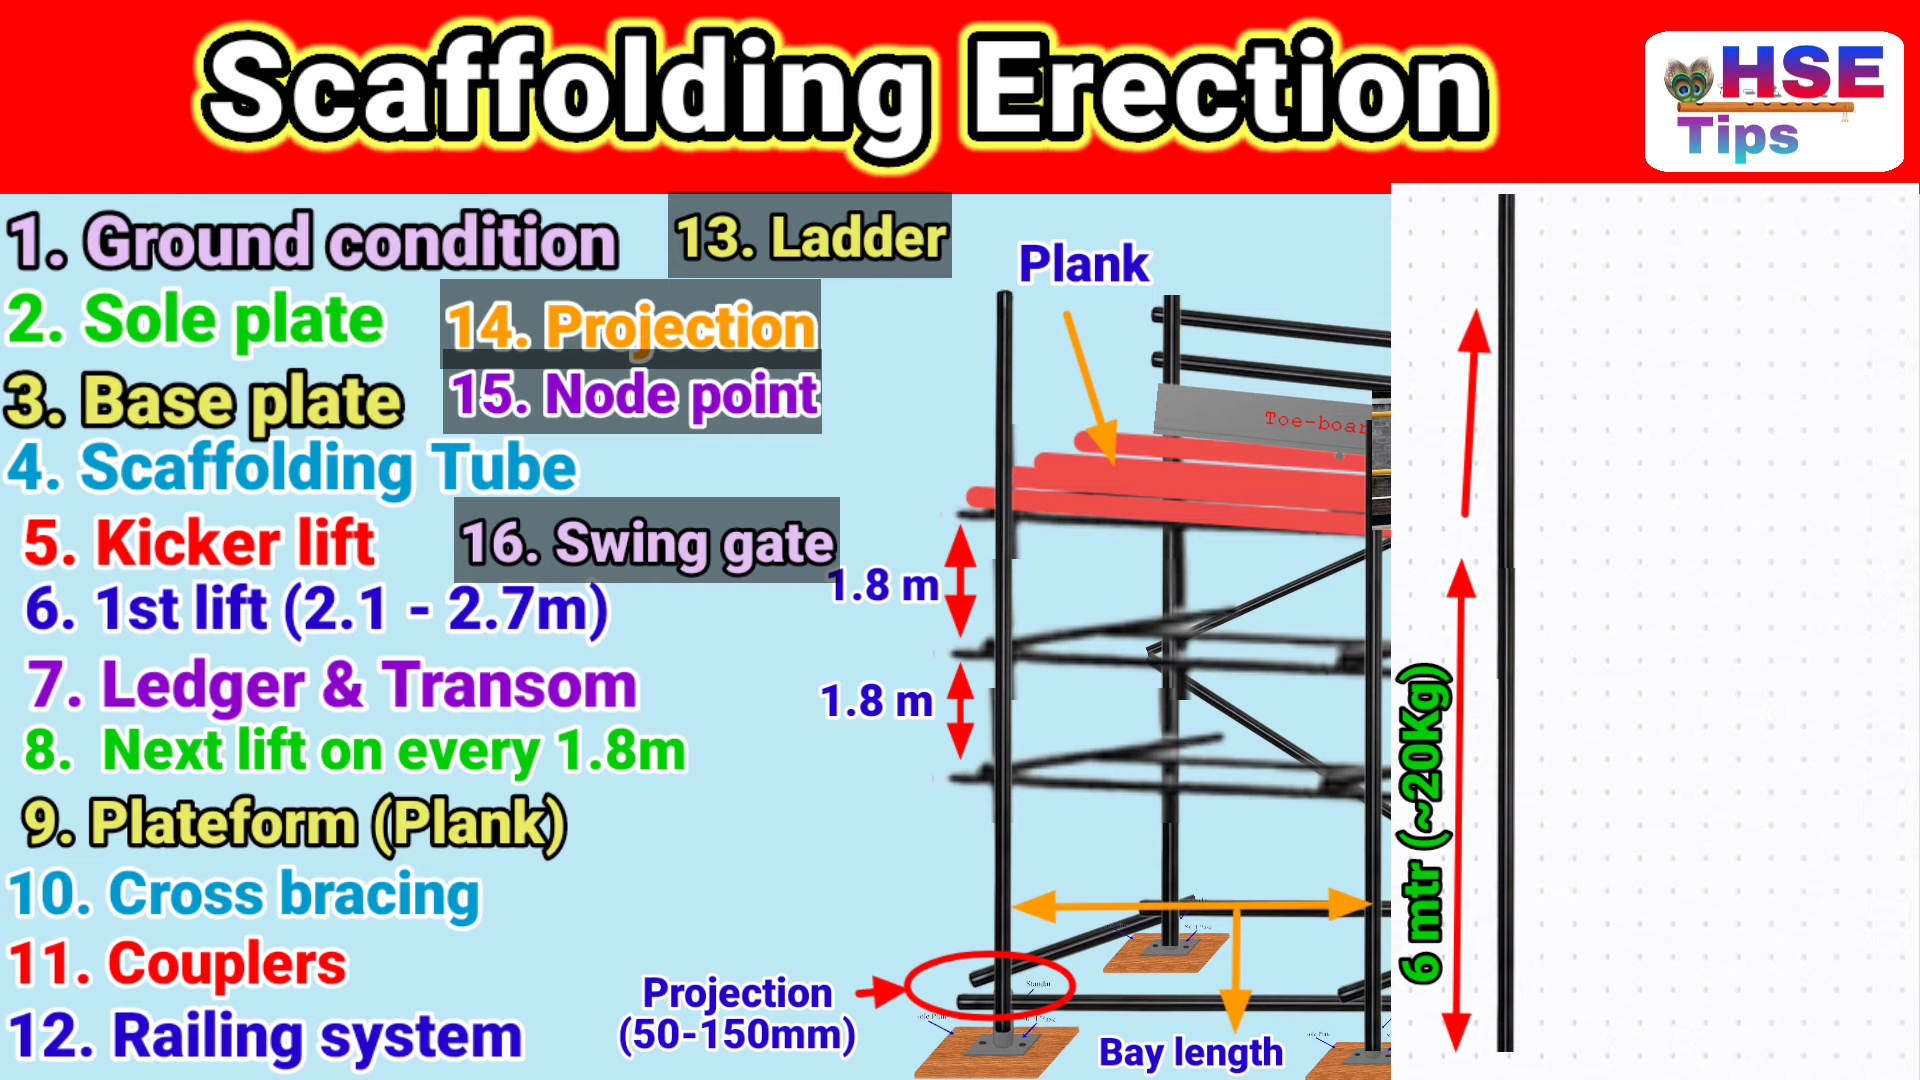 Scaffolding Erection
HSE
Tips
1. Ground condition
2. Sole plate
3. Base plate
4. Scaffolding Tube
5. Kicker lift
6. 1st lift (2.1 - 2.7m)
7. Ledger & Transom
8. Next lift on every 1.8m
9. Plateform (Plank)
10. Cross bracing
11. Couplers
12. Railing system
13. Ladder
14. Projection
15. Node point
16. Swing gate
Plank
Toe-boar
1.8 m
1.8 m
Projection
(50-150mm)
Bay length
6 mtr (~20Kg)
Standar